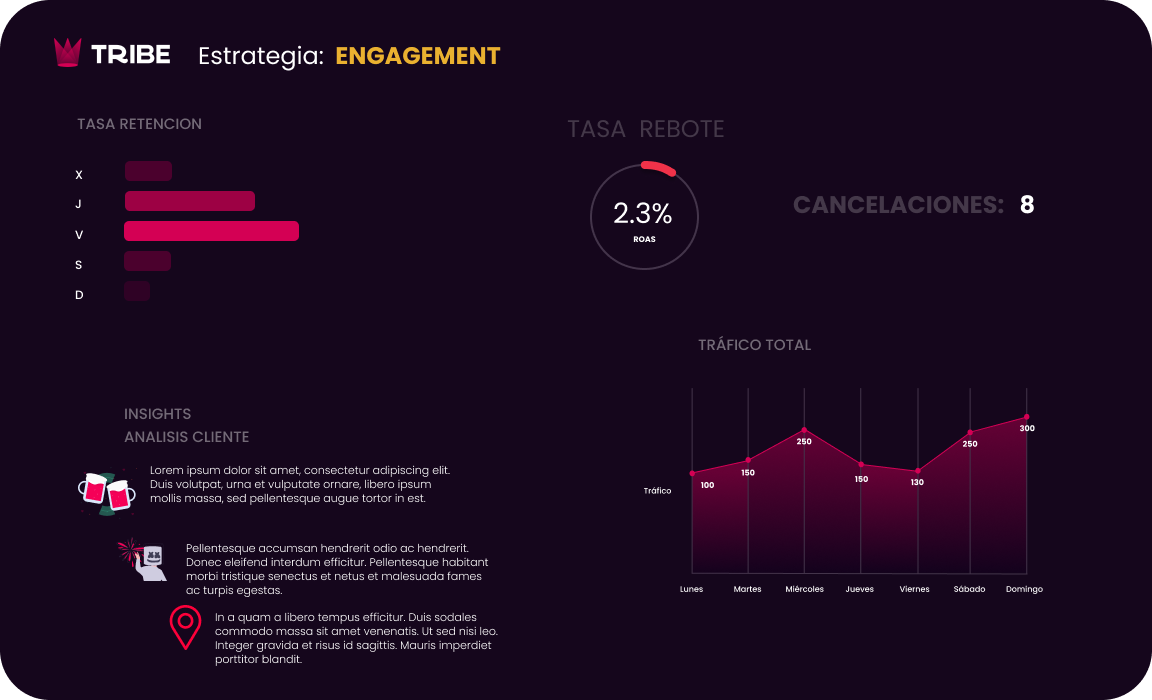 TRIBE
Estrategia: ENGAGEMENT
TASA RETENCION
X
J
V
S
D
TASA REBOTE
2.3%
ROAS
CANCELACIONES: 8
INSIGHTS
ANALISIS CLIENTE
Lorem ipsum dolor sit amet, consectetur adipiscing elit.
Duis volutpat, urna et vulputate ornare, libero ipsum
mollis massa, sed pellentesque augue tortor in est.
Pellentesque accumsan hendrerit odio ac hendrerit.
Donec eleifend interdum efficitur. Pellentesque habitant
morbi tristique senectus et netus et malesuada fames
ac turpis egestas.
In a quam a libero tempus efficitur. Duis sodales
commodo massa sit amet venenatis. Ut sed nisi leo.
Integer gravida et risus id sagittis. Mauris imperdiet
porttitor blandit.
TRÁFICO TOTAL
Tráfico
100
150
250
150
130
250
300
Lunes
Martes
Miércoles
Jueves
Viernes
Sábado
Domingo